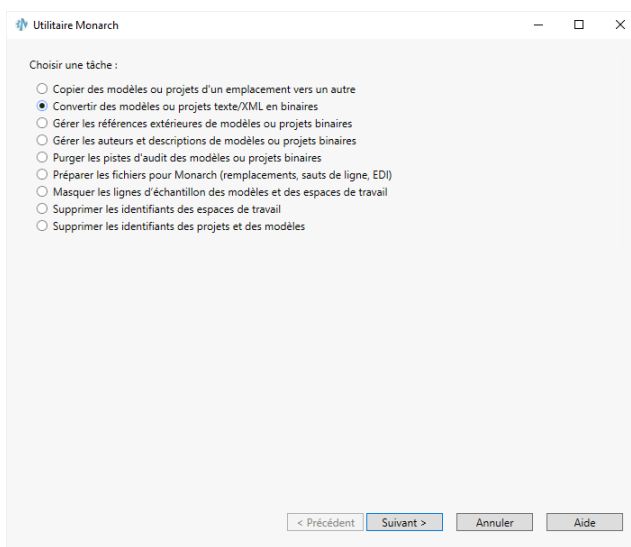 Utilitaire Monarch
Choisir une tâche :
Copier des modèles ou projets d'un emplacement vers un autre
Convertir des modèles ou projets texte/XML en binaires
Gérer les références extérieures de modèles ou projets binaires
Gérer les auteurs et descriptions de modèles ou projets binaires
Purger les pistes d'audit des modèles ou projets binaires
Préparer les fichiers pour Monarch (remplacements, sauts de ligne, EDI)
Masquer les lignes d'échantillon des modèles et des espaces de travail
Supprimer les identifiants des espaces de travail
Supprimer les identifiants des projets et des modèles
< Précédent Suivant > Annuler Aide